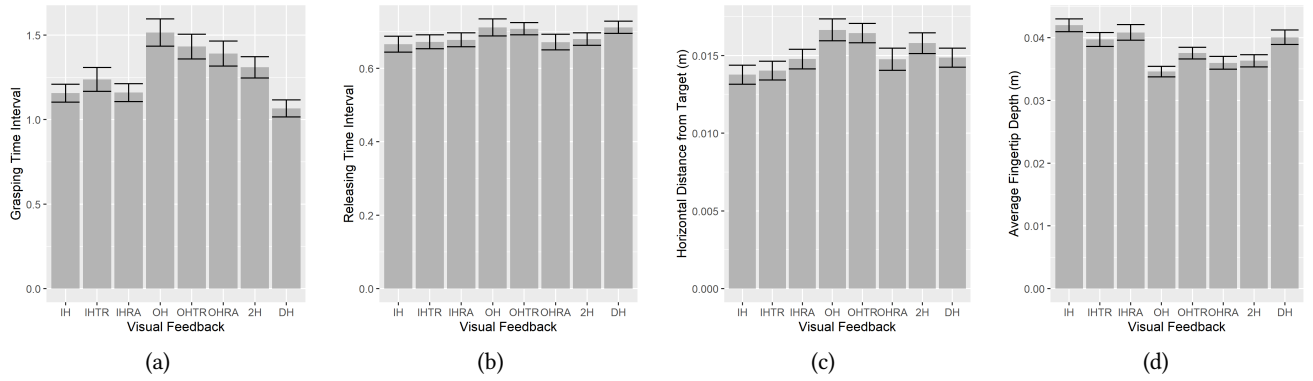 Grasping Time Interval
1.5
1.0
0.5
0.0
IH IHTR IHRA OH OHTR OHRA 2H DH
Visual Feedback
(a)
Releasing Time Interval
0.6
0.4
0.2
0.0
IH IHTR IHRA OH OHTR OHRA 2H DH
Visual Feedback
(b)
Horizontal Distance from Target (m)
0.015
0.010
0.005
0.000
IH IHTR IHRA OH OHTR OHRA 2H DH
Visual Feedback
(c)
Average Fingertip Depth (m)
0.04
0.03
0.02
0.01
0.00
IH IHTR IHRA OH OHTR OHRA 2H DH
Visual Feedback
(d)